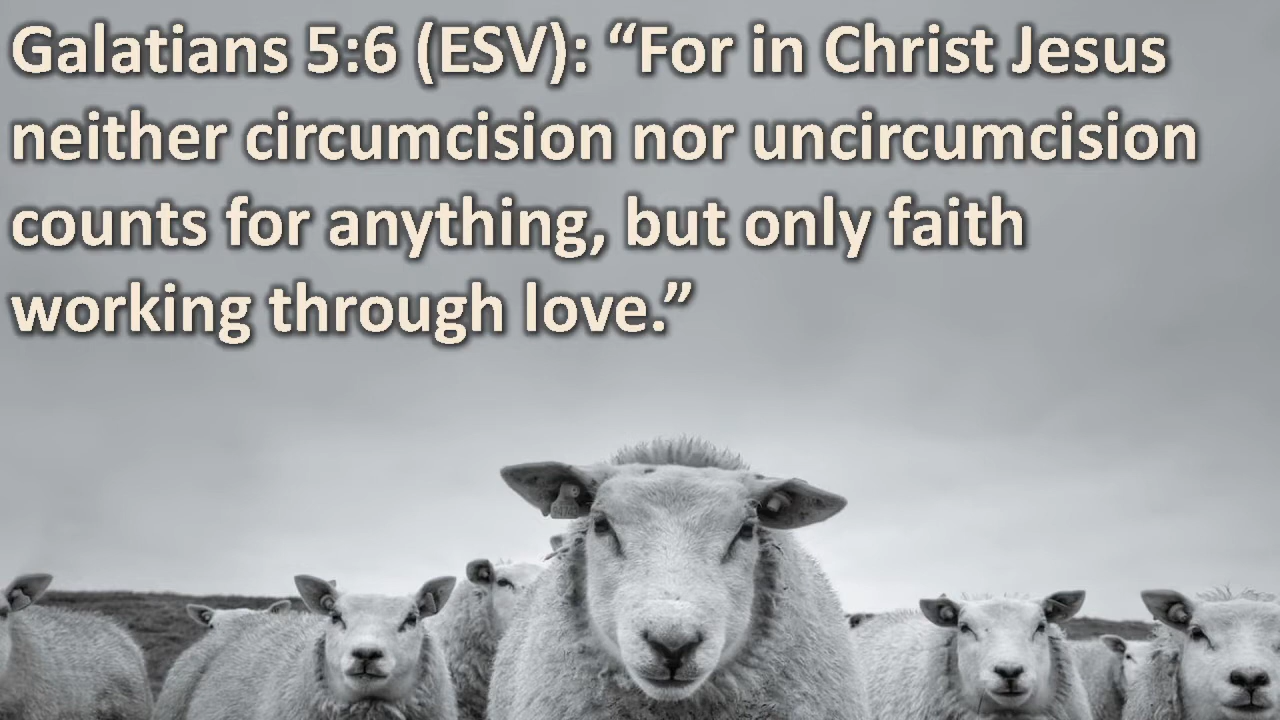 Galatians 5:6 (ESV): “For in Christ Jesus
neither circumcision nor uncircumcision
counts for anything, but only faith
working through love.”